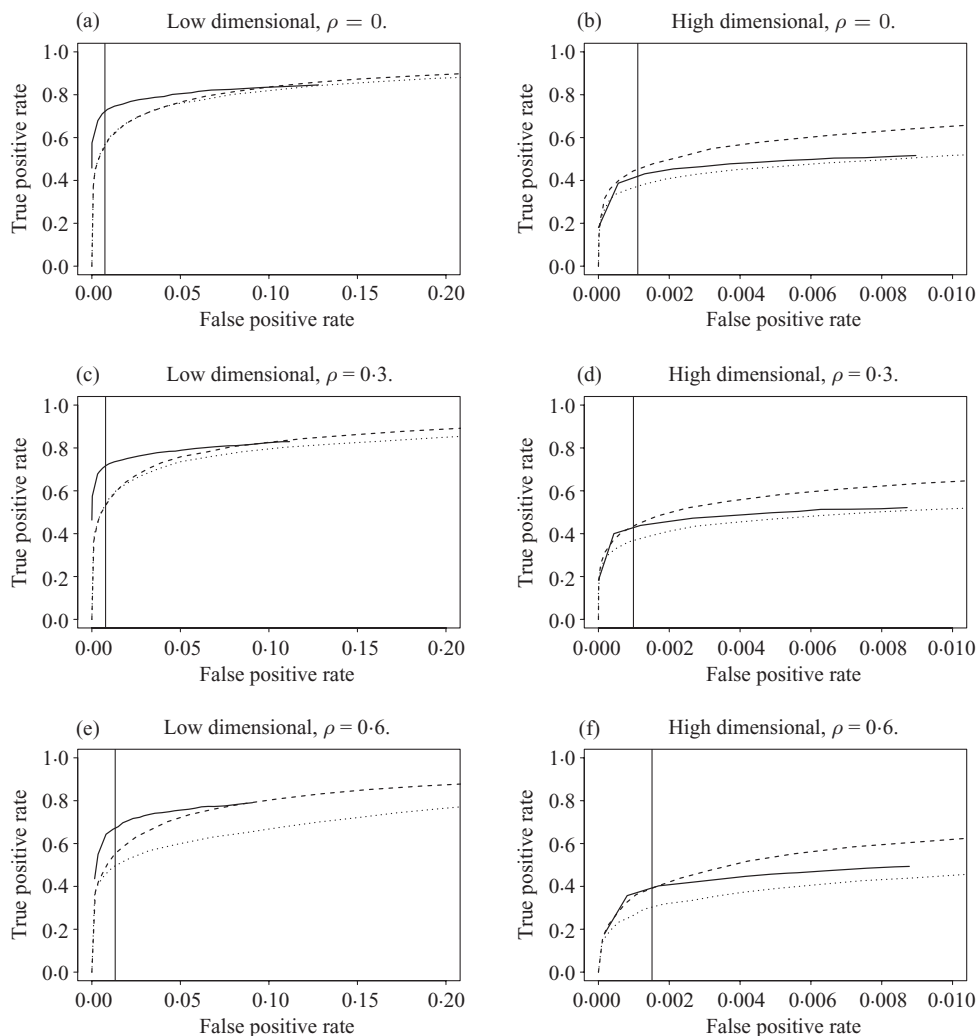 (a) Low dimensional, ρ = 0.
True positive rate
1·0
0·8
0·6
0·4
0·2
0·0
0·00 0·05 0·10 0·15 0·20
False positive rate
(b) High dimensional, ρ = 0.
True positive rate
1·0
0·8
0·6
0·4
0·2
0·0
0·000 0·002 0·004 0·006 0·008 0·010
False positive rate
(c) Low dimensional, ρ = 0·3.
True positive rate
1·0
0·8
0·6
0·4
0·2
0·0
0·00 0·05 0·10 0·15 0·20
False positive rate
(d) High dimensional, ρ = 0·3.
True positive rate
1·0
0·8
0·6
0·4
0·2
0·0
0·000 0·002 0·004 0·006 0·008 0·010
False positive rate
(e) Low dimensional, ρ = 0·6.
True positive rate
1·0
0·8
0·6
0·4
0·2
0·0
0·00 0·05 0·10 0·15 0·20
False positive rate
(f) High dimensional, ρ = 0·6.
True positive rate
1·0
0·8
0·6
0·4
0·2
0·0
0·000 0·002 0·004 0·006 0·008 0·010
False positive rate